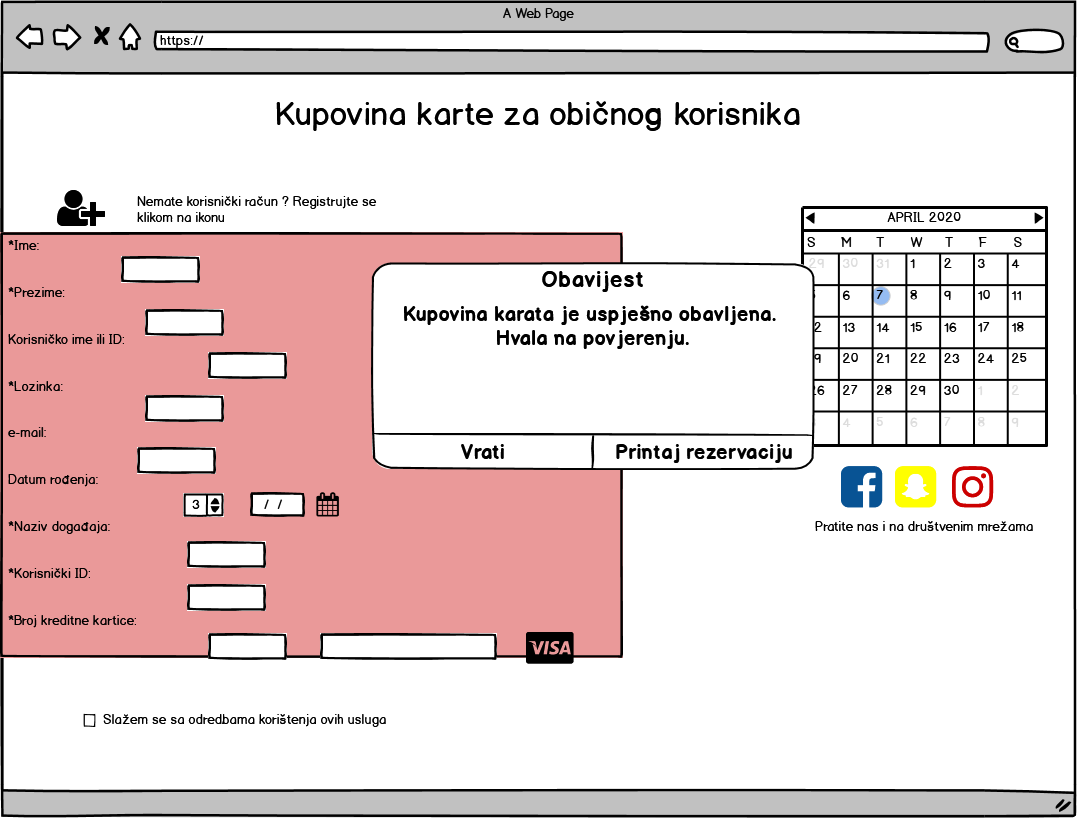 A Web Page
https://
Kupovina karte za običnog korisnika
Nemate korisnički račun ? Registrujte se
klikom na ikonu
*Ime:
*Prezime:
Korisničko ime ili ID:
*Lozinka:
e-mail:
Datum rođenja:
3
/ /
*Naziv događaja:
*Korisnički ID:
*Broj kreditne kartice:
VISA
Slažem se sa odredbama korištenja ovih usluga
Obavijest
Kupovina karata je uspješno obavljena.
Hvala na povjerenju.
Vrati
Printaj rezervaciju
APRIL 2020
S M T W T F S
29 30 31 1 2 3 4
6 7 8 9 10 11
2 13 14 15 16 17 18
9 20 21 22 23 24 25
26 27 28 29 30 1 2
4 5 6 7 8 9
Pratite nas i na društvenim mrežama